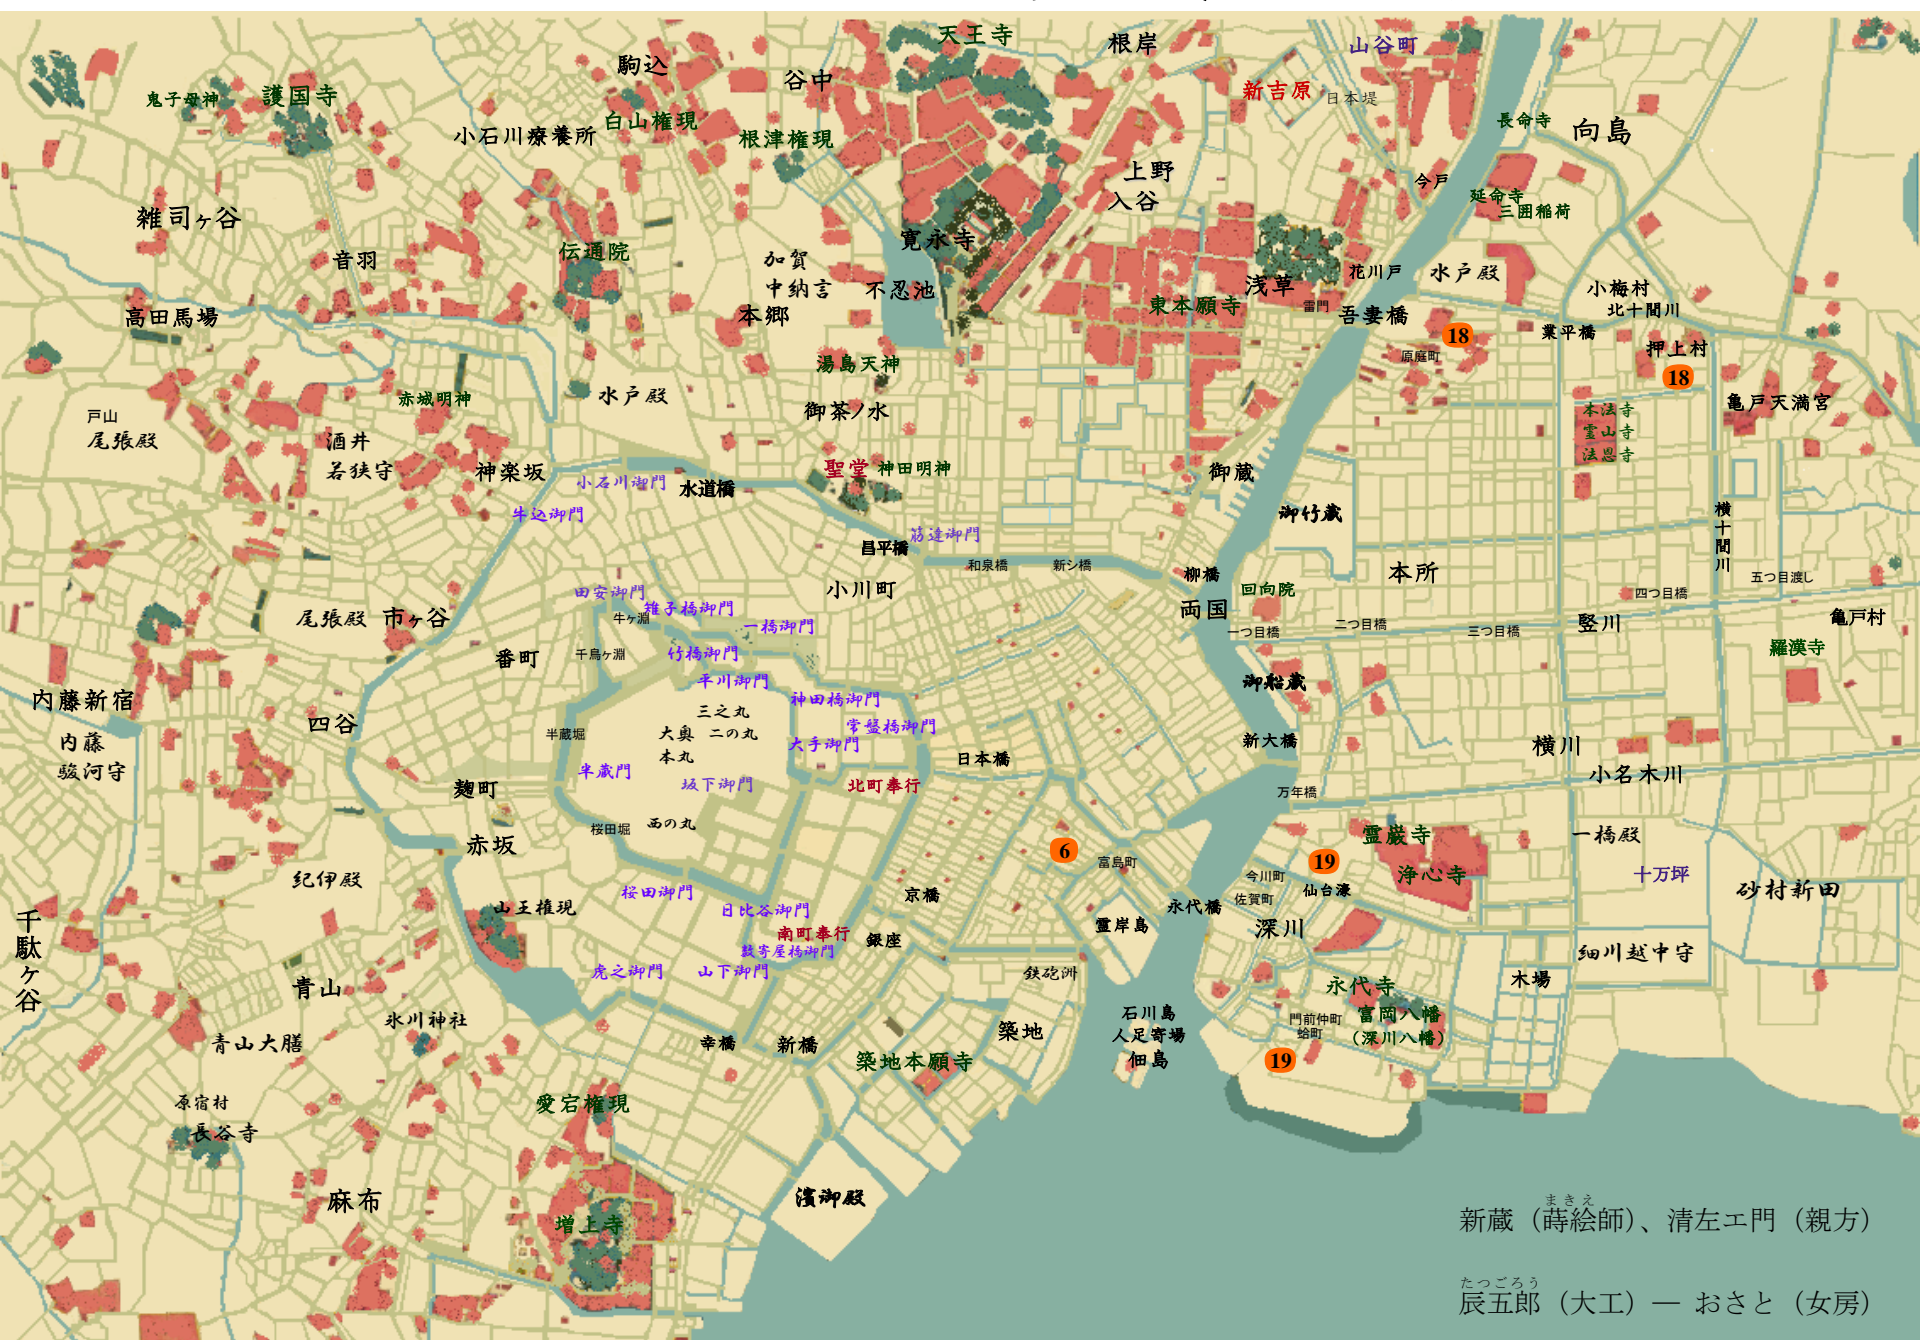 天王寺
根岸
山谷町
駒込
谷中
新吉原
日本堤
鬼子母神
護国寺
小石川療養所
白山権現
根津権現
長命寺
向島
上野
入谷
今戸
延命寺
三囲稲荷
雑司ヶ谷
音羽
伝通院
加賀
中納言
本郷
寛永寺
不忍池
浅草
花川戸
水戸殿
雷門
東本願寺
吾妻橋
小梅村
北十間川
業平橋
高田馬場
18
原庭町
押上村
18
湯島天神
赤城明神
水戸殿
御茶ノ水
亀戸天満宮
本法寺
霊山寺
法恩寺
戸山
尾張殿
酒井
若狭守
神楽坂
小石川御門
水道橋
聖堂
神田明神
御蔵
牛込御門
御竹蔵
横十間川
昌平橋
筋違御門
和泉橋
新シ橋
柳橋
本所
小川町
回向院
両国
五つ目渡し
四つ目橋
田安御門
雉子橋御門
牛ヶ淵
一橋御門
尾張殿
市ヶ谷
一つ目橋
二つ目橋
三つ目橋
竪川
亀戸村
羅漢寺
番町
千鳥ヶ淵
竹橋御門
平川御門
御船蔵
内藤新宿
四谷
神田橋御門
三之丸
大奥
二の丸
常盤橋御門
大手御門
半蔵堀
本丸
日本橋
新大橋
横川
内藤
駿河守
半蔵門
坂下御門
北町奉行
小名木川
麹町
万年橋
桜田堀
西の丸
赤坂
6
富島町
霊巌寺
19
一橋殿
紀伊殿
今川町
仙台濠
浄心寺
十万坪
砂村新田
桜田御門
京橋
佐賀町
永代橋
山王権現
日比谷御門
千駄ヶ谷
南町奉行
銀座
霊岸島
深川
数寄屋橋御門
虎之御門
山下御門
鉄砲洲
細川越中守
木場
青山
永代寺
氷川神社
石川島
人足寄場
佃島
富岡八幡
(深川八幡)
門前仲町
蛤町
19
青山大膳
幸橋
新橋
築地
築地本願寺
原宿村
長谷寺
愛宕権現
麻布
濱御殿
増上寺
まきえ
新蔵（蒔絵師）、清左エ門（親方）
たつごろう
辰五郎（大工）― おさと（女房）